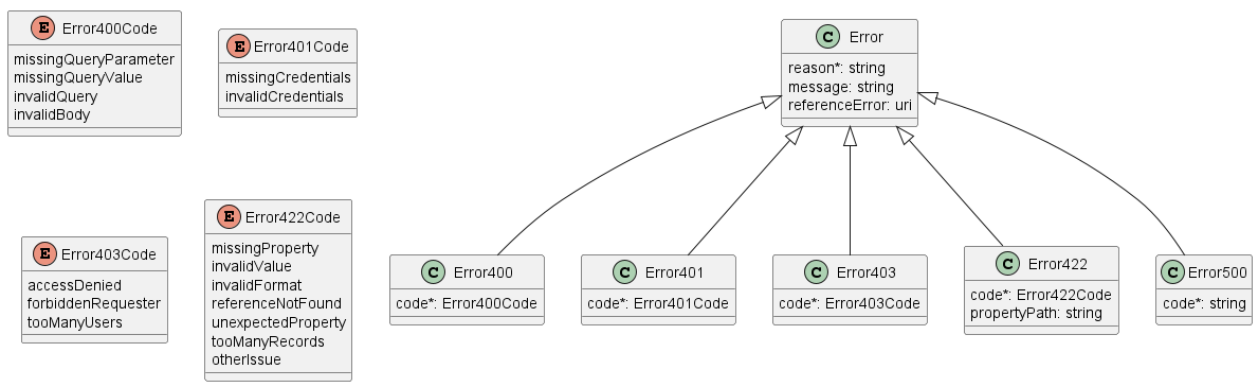 E Error400Code
missingQueryParameter
missingQueryValue
invalidQuery
invalidBody
E Error401Code
missingCredentials
invalidCredentials
C Error
reason*: string
message: string
referenceError: uri
E Error403Code
accessDenied
forbiddenRequester
tooManyUsers
E Error422Code
missingProperty
invalidValue
invalidFormat
referenceNotFound
unexpectedProperty
tooManyRecords
otherIssue
C Error400
code*: Error400Code
C Error401
code*: Error401Code
C Error403
code*: Error403Code
C Error422
code*: Error422Code
propertyPath: string
C Error500
code*: string